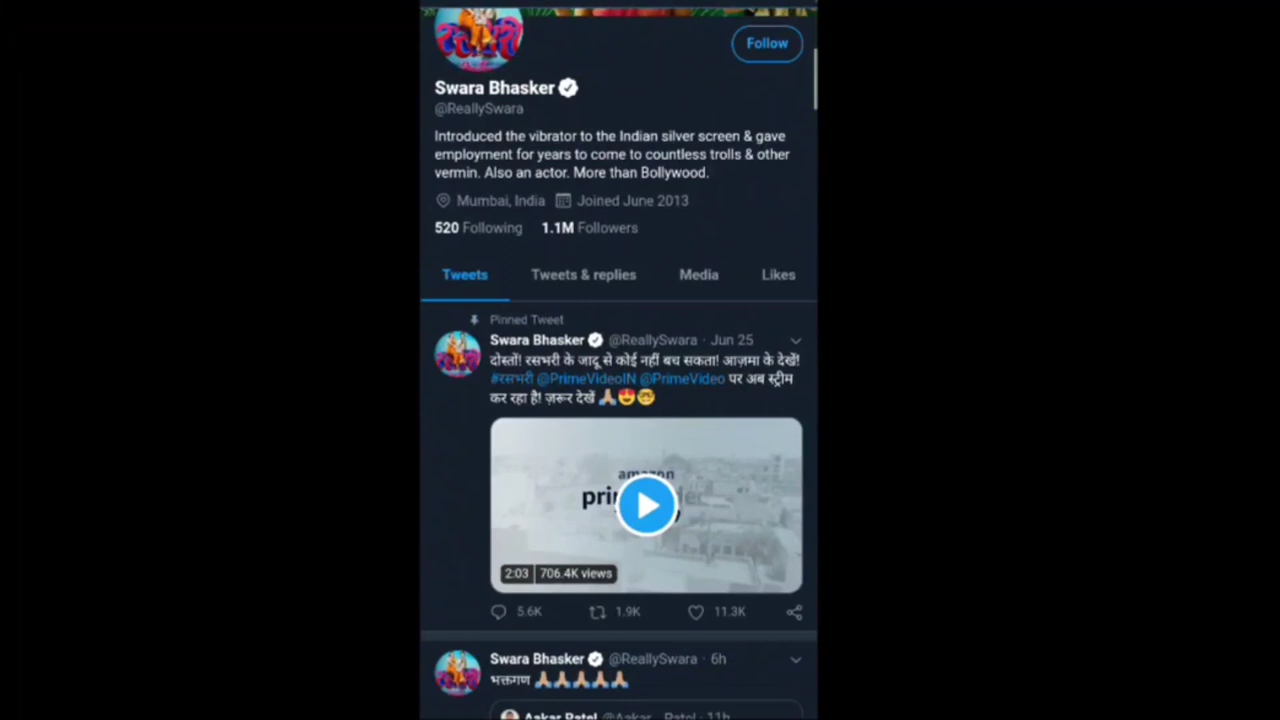 रसभरी
Follow
Swara Bhasker
@ReallySwara
Introduced the vibrator to the Indian silver screen & gave
employment for years to come to countless trolls & other
vermin. Also an actor. More than Bollywood.
Mumbai, India Joined June 2013
520 Following 1.1M Followers
Tweets Tweets & replies Media Likes
Pinned Tweet
Swara Bhasker @ReallySwara · Jun 25
दोस्तों! रसभरी के जादू से कोई नहीं बच सकता! आज़मा के देखें!
#रसभरी @PrimeVideoIN @PrimeVideo पर अब स्ट्रीम
कर रहा है! ज़रूर देखें 🙏🏽😍🤓
amazon
2:03 706.4K views
5.6K 1.9K 11.3K
Swara Bhasker @ReallySwara · 6h
भक्तगण 🙏🏽🙏🏽🙏🏽🙏🏽🙏🏽
Aakar Patel @Aakar__Patel · 11h